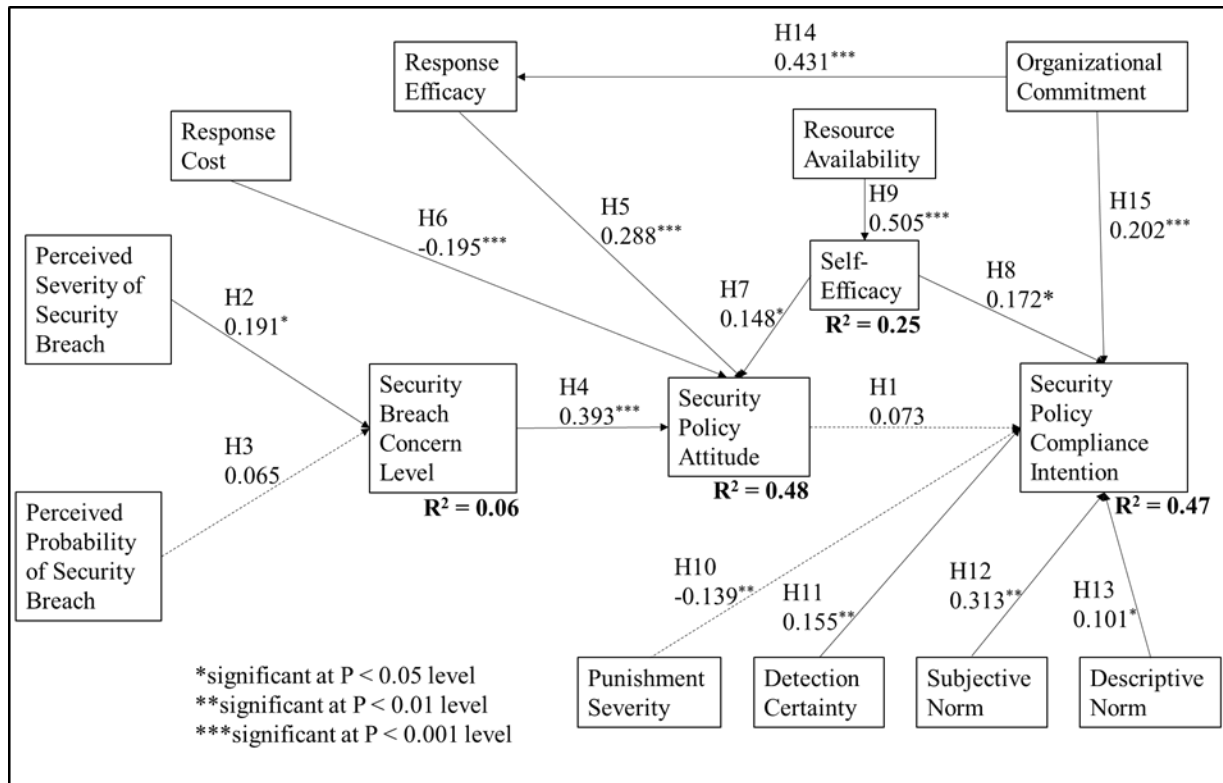 H14
0.431***
Response
Efficacy
Organizational
Commitment
Response
Cost
Resource
Availability
H9
0.505***
H15
0.202***
H6
-0.195***
H5
0.288***
Perceived
Severity of
Security
Breach
Self-
Efficacy
R² = 0.25
H2
0.191*
H7
0.148*
H8
0.172*
Security
Breach
Concern
Level
R² = 0.06
H4
0.393***
Security
Policy
Attitude
R² = 0.48
H1
0.073
Security
Policy
Compliance
Intention
R² = 0.47
H3
0.065
Perceived
Probability
of Security
Breach
H10
-0.139**
H11
0.155**
H12
0.313**
H13
0.101*
Punishment
Severity
Detection
Certainty
Subjective
Norm
Descriptive
Norm
*significant at P < 0.05 level
**significant at P < 0.01 level
***significant at P < 0.001 level